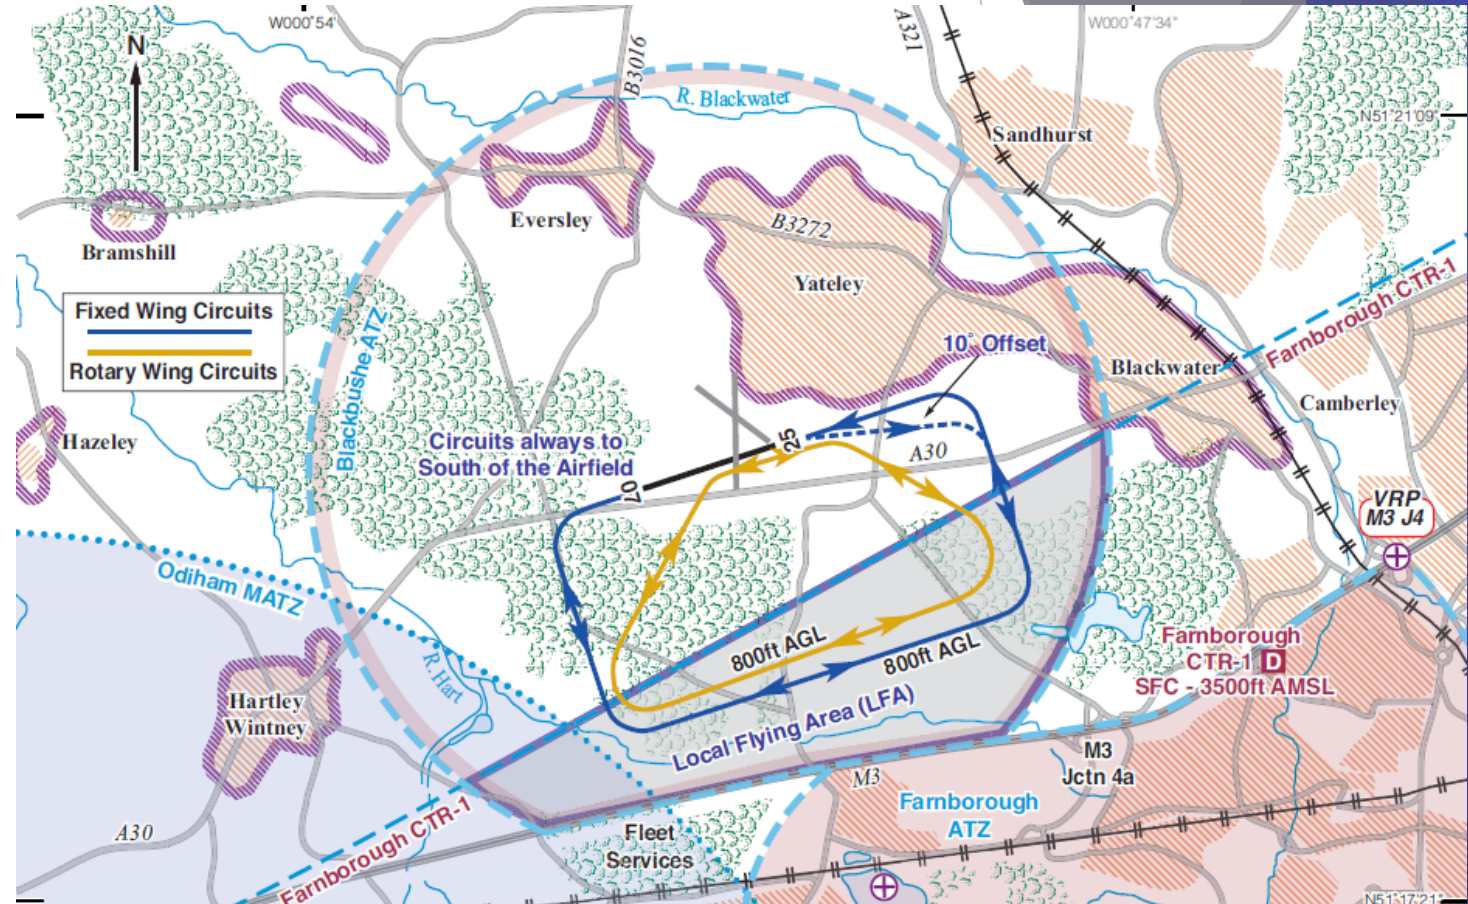 W000°54'
W000°47'34"
N
B3016
A321
R. Blackwater
N51°21'09"
Sandhurst
Eversley
B3272
Bramshill
Yateley
Fixed Wing Circuits
Rotary Wing Circuits
Farnborough CTR-1
Blackbushe ATZ
10° Offset
Blackwater
Camberley
Hazeley
Circuits always to
South of the Airfield
25
07
A30
VRP
M3 J4
Odiham MATZ
R. Hart
800ft AGL
800ft AGL
Farnborough
CTR-1 D
SFC - 3500ft AMSL
Hartley
Wintney
Local Flying Area (LFA)
M3
M3
Jctn 4a
Farnborough
ATZ
A30
Farnborough CTR-1
Fleet
Services
N51°17'21"